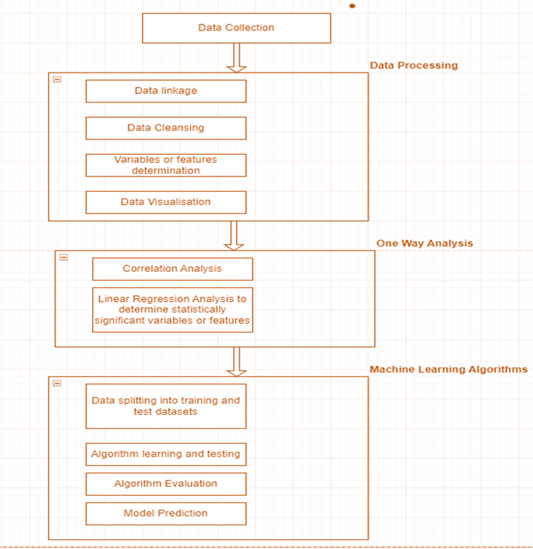 Data Collection
Data Processing
Data linkage
Data Cleansing
Variables or features
determination
Data Visualisation
One Way Analysis
Correlation Analysis
Linear Regression Analysis to
determine statistically
significant variables or features
Machine Learning Algorithms
Data splitting into training and
test datasets
Algorithm learning and testing
Algorithm Evaluation
Model Prediction